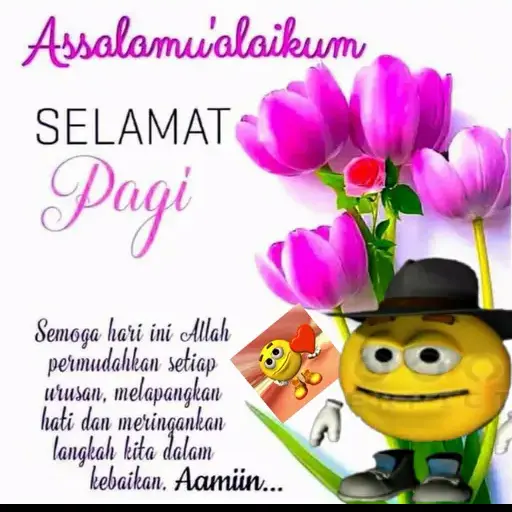 Assalamu'alaikum
SELAMAT
Pagi
Semoga hari ini Allah
permudahkan setiap
urusan, melapangkan
hati dan meringankan
langkah kita dalam
kebaikan. Aamiin...